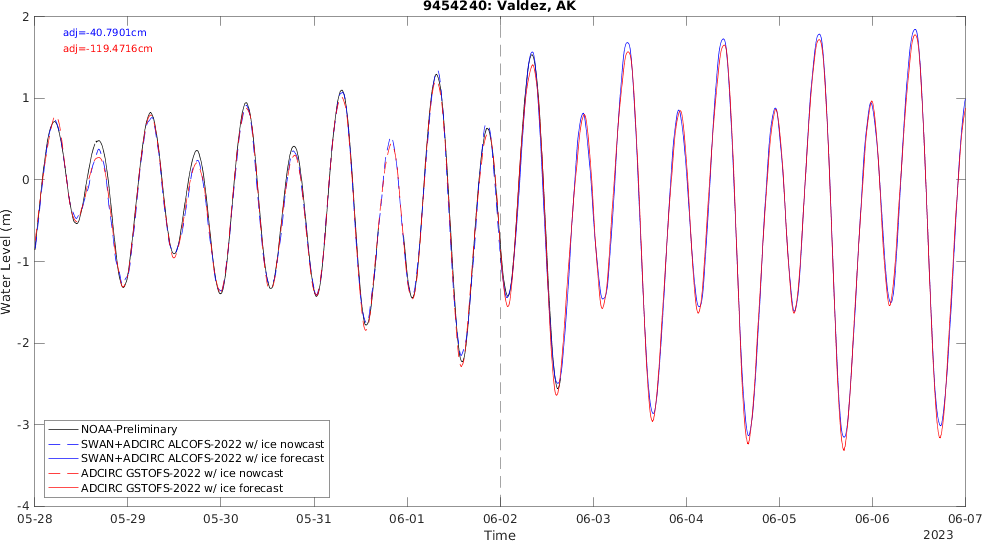 9454240: Valdez, AK
adj=-40.7901cm
adj=-119.4716cm
2
1
0
-1
-2
-3
-4
Water Level (m)
NOAA-Preliminary
SWAN+ADCIRC ALCOFS-2022 w/ ice nowcast
SWAN+ADCIRC ALCOFS-2022 w/ ice forecast
ADCIRC GSTOFS-2022 w/ ice nowcast
ADCIRC GSTOFS-2022 w/ ice forecast
05-28 05-29 05-30 05-31 06-01 06-02 06-03 06-04 06-05 06-06 06-07
Time
2023